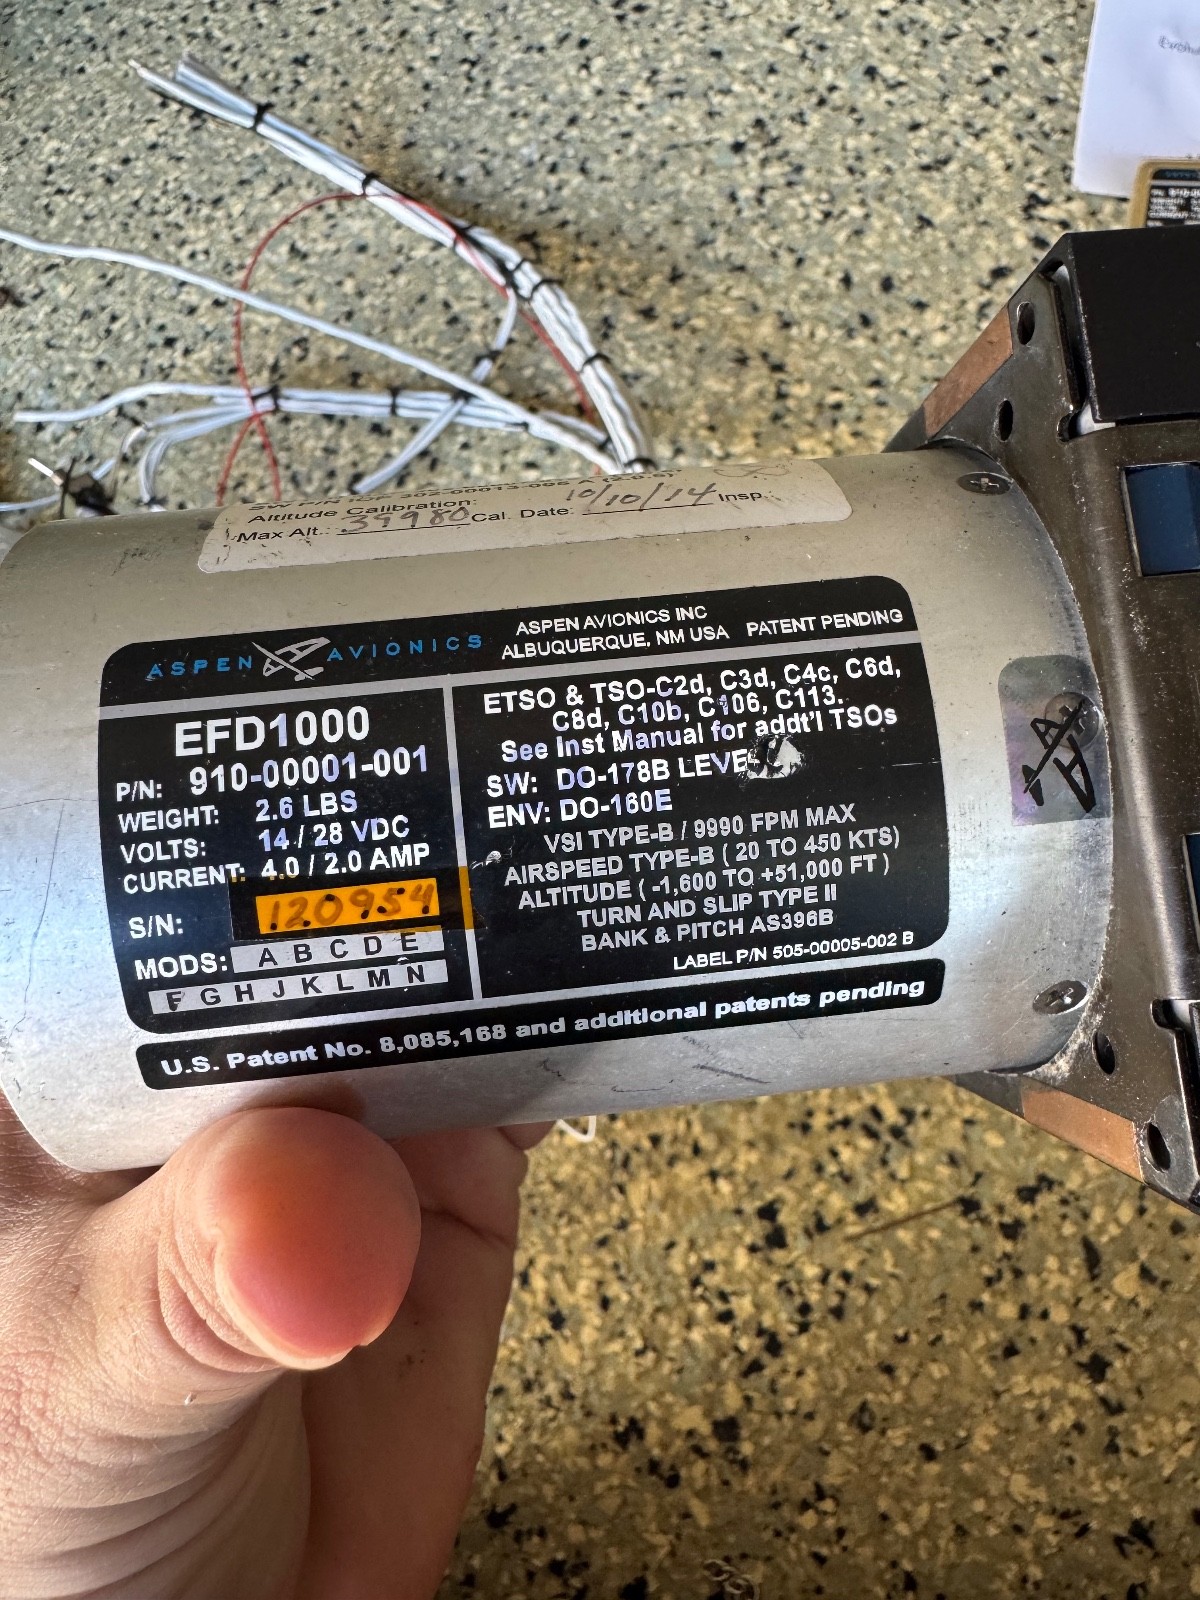 Altitude Calibration:
Max Alt.: 39980 Cal. Date: 10/10/14 Insp.
ASPEN AVIONICS
ASPEN AVIONICS INC
ALBUQUERQUE, NM USA PATENT PENDING
EFD1000
P/N: 910-00001-001
WEIGHT: 2.6 LBS
VOLTS: 14 / 28 VDC
CURRENT: 4.0 / 2.0 AMP
S/N: 120954
MODS: A B C D E
F G H J K L M N
ETSO & TSO-C2d, C3d, C4c, C6d,
C8d, C10b, C106, C113.
See Inst Manual for addt'l TSOs
SW: DO-178B LEVEL
ENV: DO-160E
VSI TYPE-B / 9990 FPM MAX
AIRSPEED TYPE-B ( 20 TO 450 KTS)
ALTITUDE ( -1,600 TO +51,000 FT )
TURN AND SLIP TYPE II
BANK & PITCH AS396B
LABEL P/N 505-00005-002 B
U.S. Patent No. 8,085,168 and additional patents pending